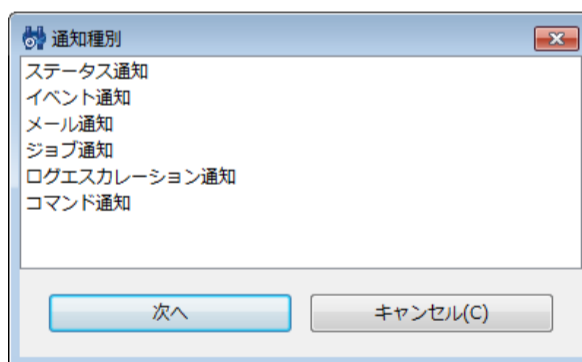 通知種別
ステータス通知
イベント通知
メール通知
ジョブ通知
ログエスカレーション通知
コマンド通知
次へ
キャンセル(C)